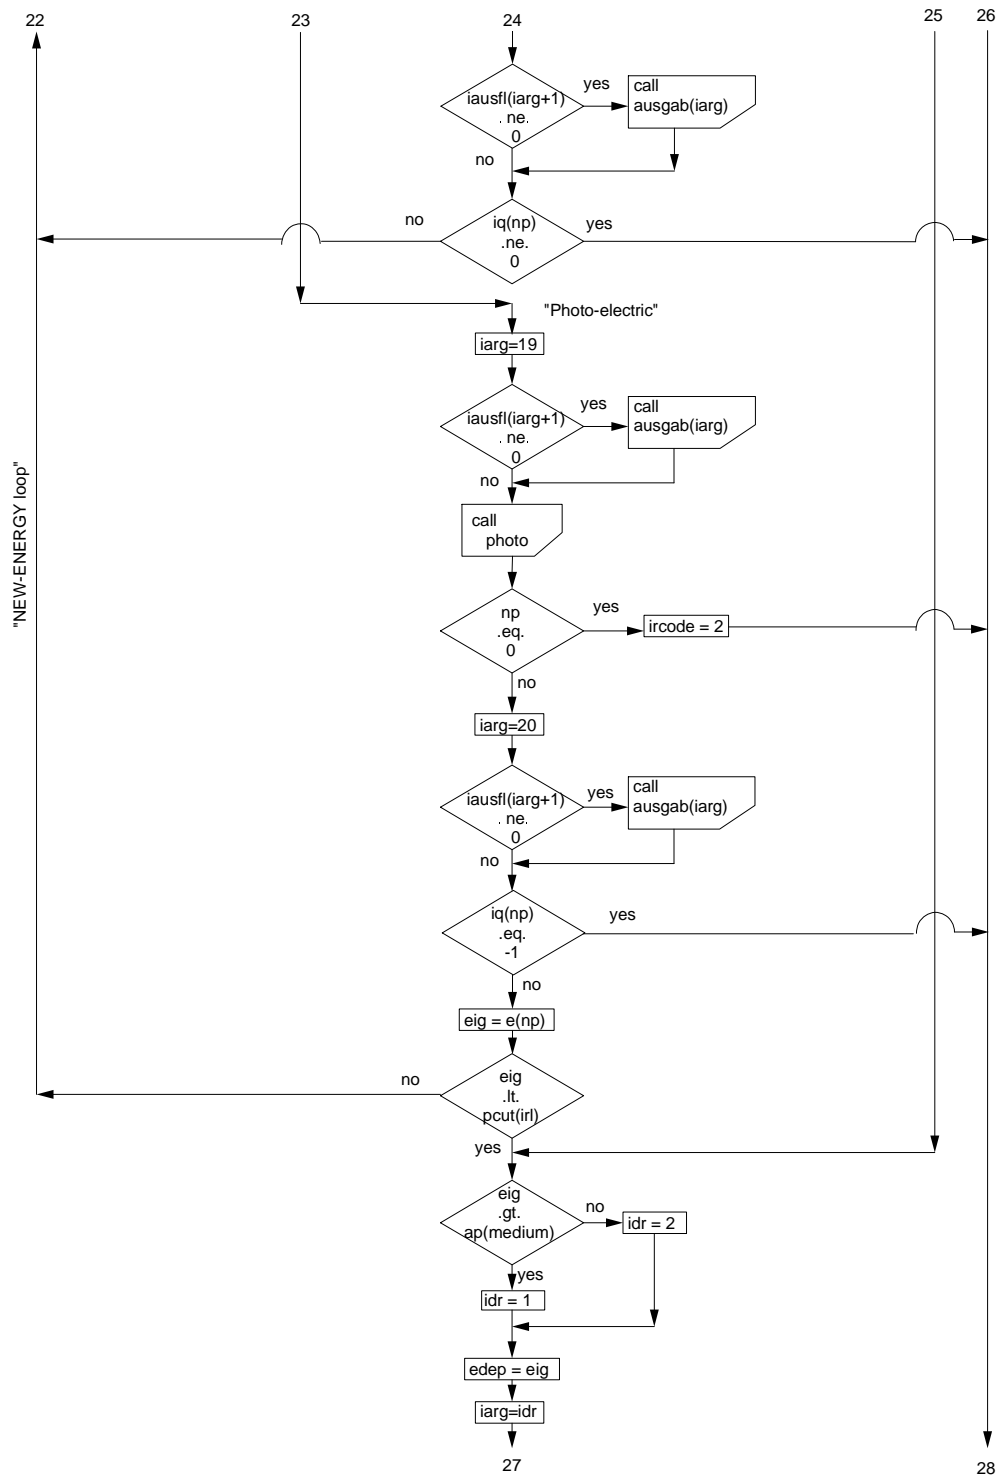 22
23
24
25
26
iausfl(iarg+1)
. ne.
0
yes
call
ausgab(iarg)
no
iq(np)
.ne.
0
no
yes
"Photo-electric"
iarg=19
iausfl(iarg+1)
. ne.
0
yes
call
ausgab(iarg)
no
"NEW-ENERGY loop"
call
photo
np
.eq.
0
yes
ircode = 2
no
iarg=20
iausfl(iarg+1)
. ne.
0
yes
call
ausgab(iarg)
no
iq(np)
.eq.
-1
yes
no
eig = e(np)
eig
.lt.
pcut(irl)
no
yes
eig
.gt.
ap(medium)
no
idr = 2
yes
idr = 1
edep = eig
iarg=idr
27
28